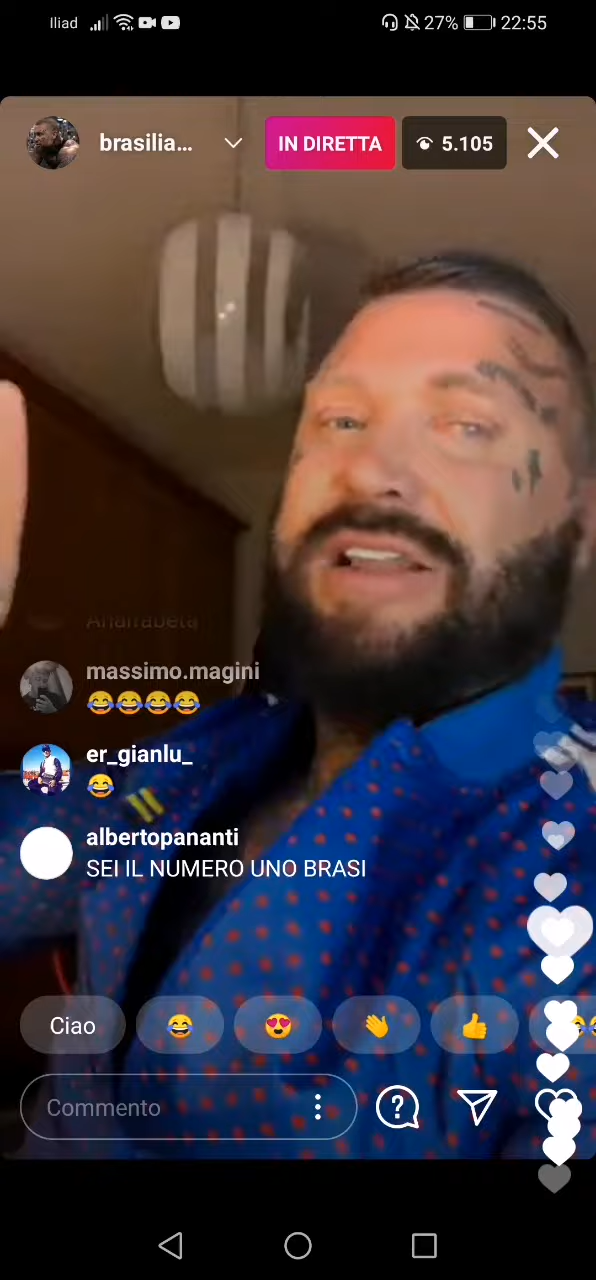 Iliad
27%
22:55
brasilia...
IN DIRETTA
5.105
Analfabeta
massimo.magini
😂😂😂😂
er_gianlu_
😂
albertopananti
SEI IL NUMERO UNO BRASI
Ciao
Commento